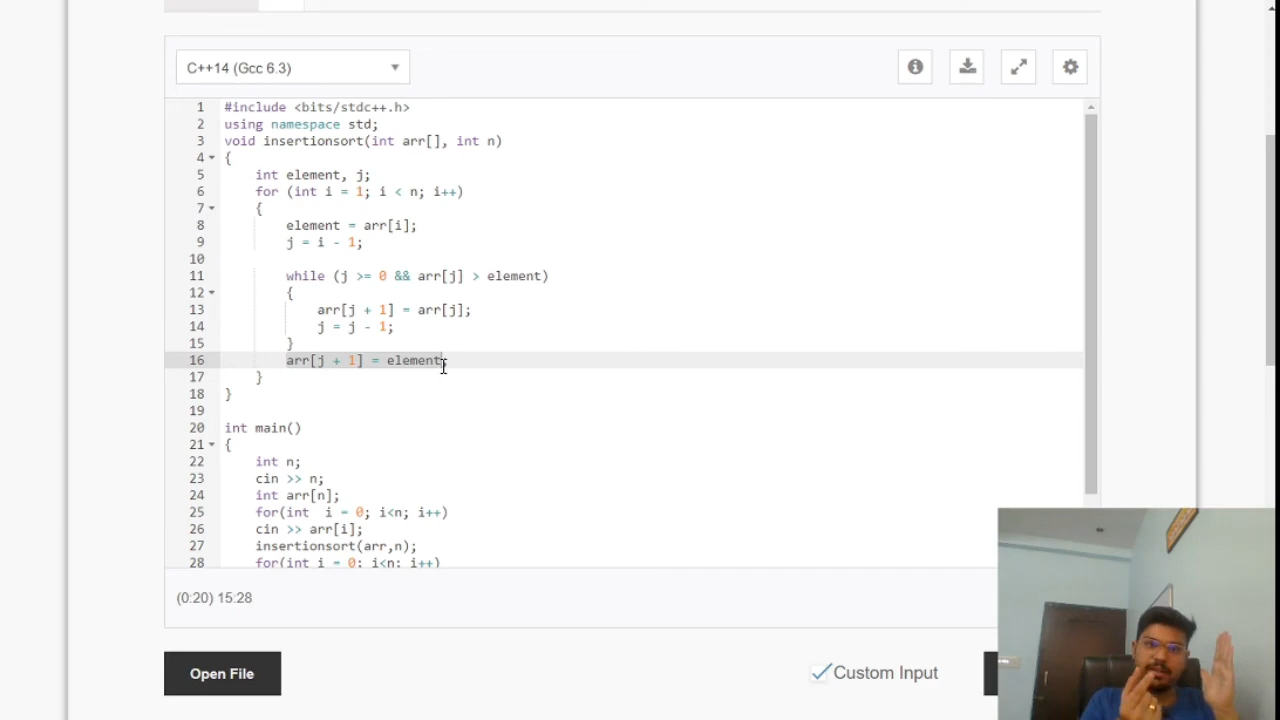 C++14 (Gcc 6.3)
1 #include <bits/stdc++.h>
2 using namespace std;
3 void insertionsort(int arr[], int n)
4 {
5 int element, j;
6 for (int i = 1; i < n; i++)
7 {
8 element = arr[i];
9 j = i - 1;
10
11 while (j >= 0 && arr[j] > element)
12 {
13 arr[j + 1] = arr[j];
14 j = j - 1;
15 }
16 arr[j + 1] = element;
17 }
18 }
19
20 int main()
21 {
22 int n;
23 cin >> n;
24 int arr[n];
25 for(int  i = 0; i<n; i++)
26 cin >> arr[i];
27 insertionsort(arr,n);
28 for(int i = 0; i<n; i++)
(0:20) 15:28
Open File
Custom Input